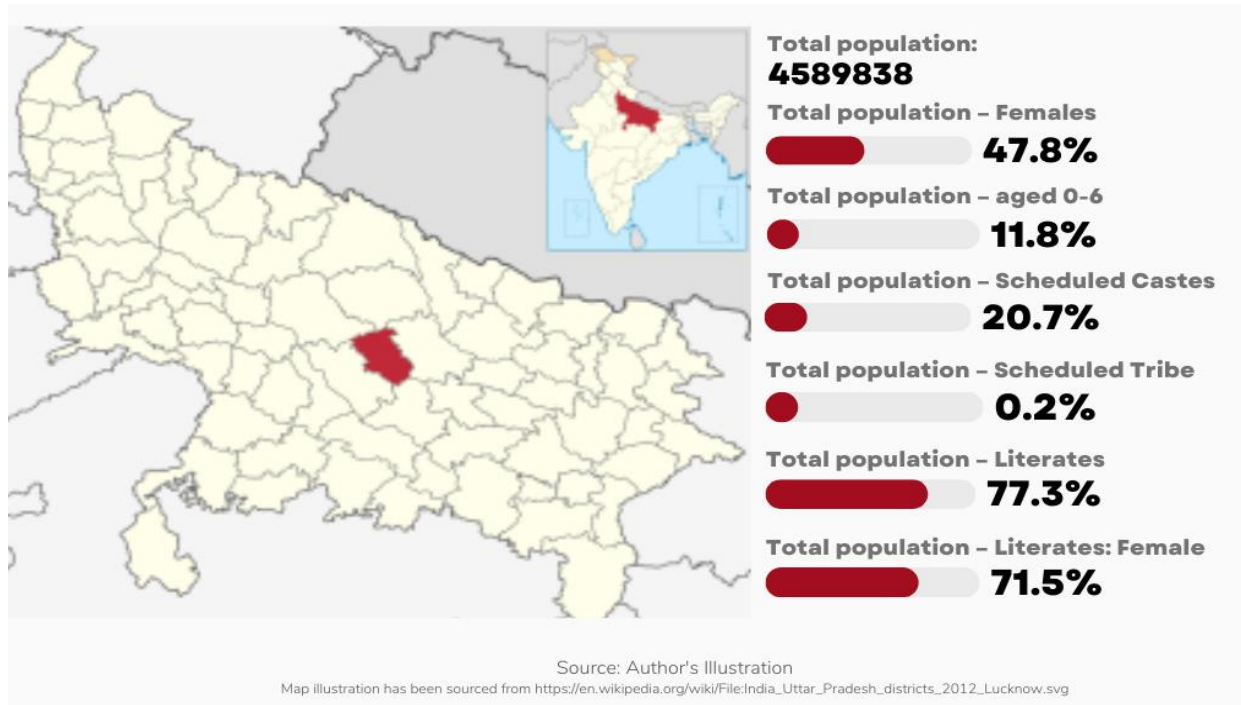 Total population:
4589838
Total population – Females
47.8%
Total population – aged 0-6
11.8%
Total population – Scheduled Castes
20.7%
Total population – Scheduled Tribe
0.2%
Total population – Literates
77.3%
Total population – Literates: Female
71.5%
Source: Author's Illustration
Map illustration has been sourced from https://en.wikipedia.org/wiki/File:India_Uttar_Pradesh_districts_2012_Lucknow.svg